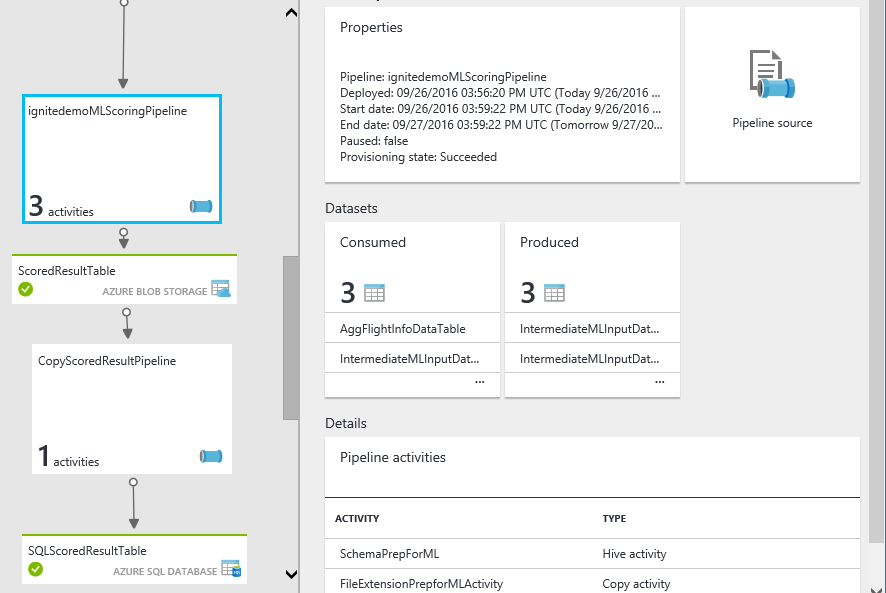 ignitedemoMLScoringPipeline
3 activities
ScoredResultTable
AZURE BLOB STORAGE
CopyScoredResultPipeline
1 activities
SQLScoredResultTable
AZURE SQL DATABASE
Properties
Pipeline: ignitedemoMLScoringPipeline
Deployed: 09/26/2016 03:56:20 PM UTC (Today 9/26/2016 ...
Start date: 09/26/2016 03:59:22 PM UTC (Today 9/26/2016 ...
End date: 09/27/2016 03:59:22 PM UTC (Tomorrow 9/27/20...
Paused: false
Provisioning state: Succeeded
Pipeline source
Datasets
Consumed
3
AggFlightInfoDataTable
IntermediateMLInputDat...
...
Produced
3
IntermediateMLInputDat...
IntermediateMLInputDat...
...
Details
Pipeline activities
ACTIVITY TYPE
SchemaPrepForML Hive activity
FileExtensionPrepforMLActivity Copy activity